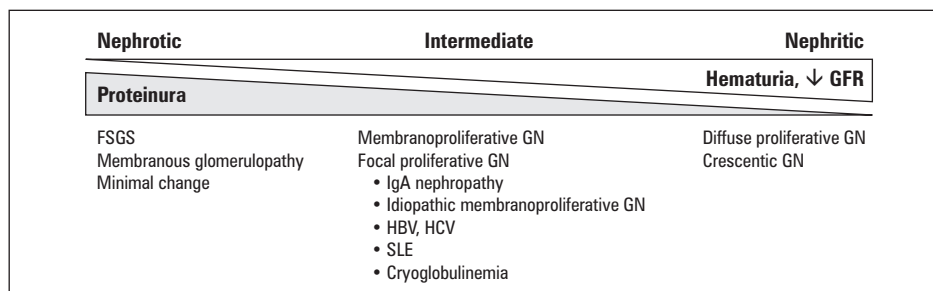 Nephrotic Intermediate Nephritic
Hematuria, ↓ GFR
Proteinura
FSGS Membranoproliferative GN Diffuse proliferative GN
Membranous glomerulopathy Focal proliferative GN Crescentic GN
Minimal change • IgA nephropathy
• Idiopathic membranoproliferative GN
• HBV, HCV
• SLE
• Cryoglobulinemia